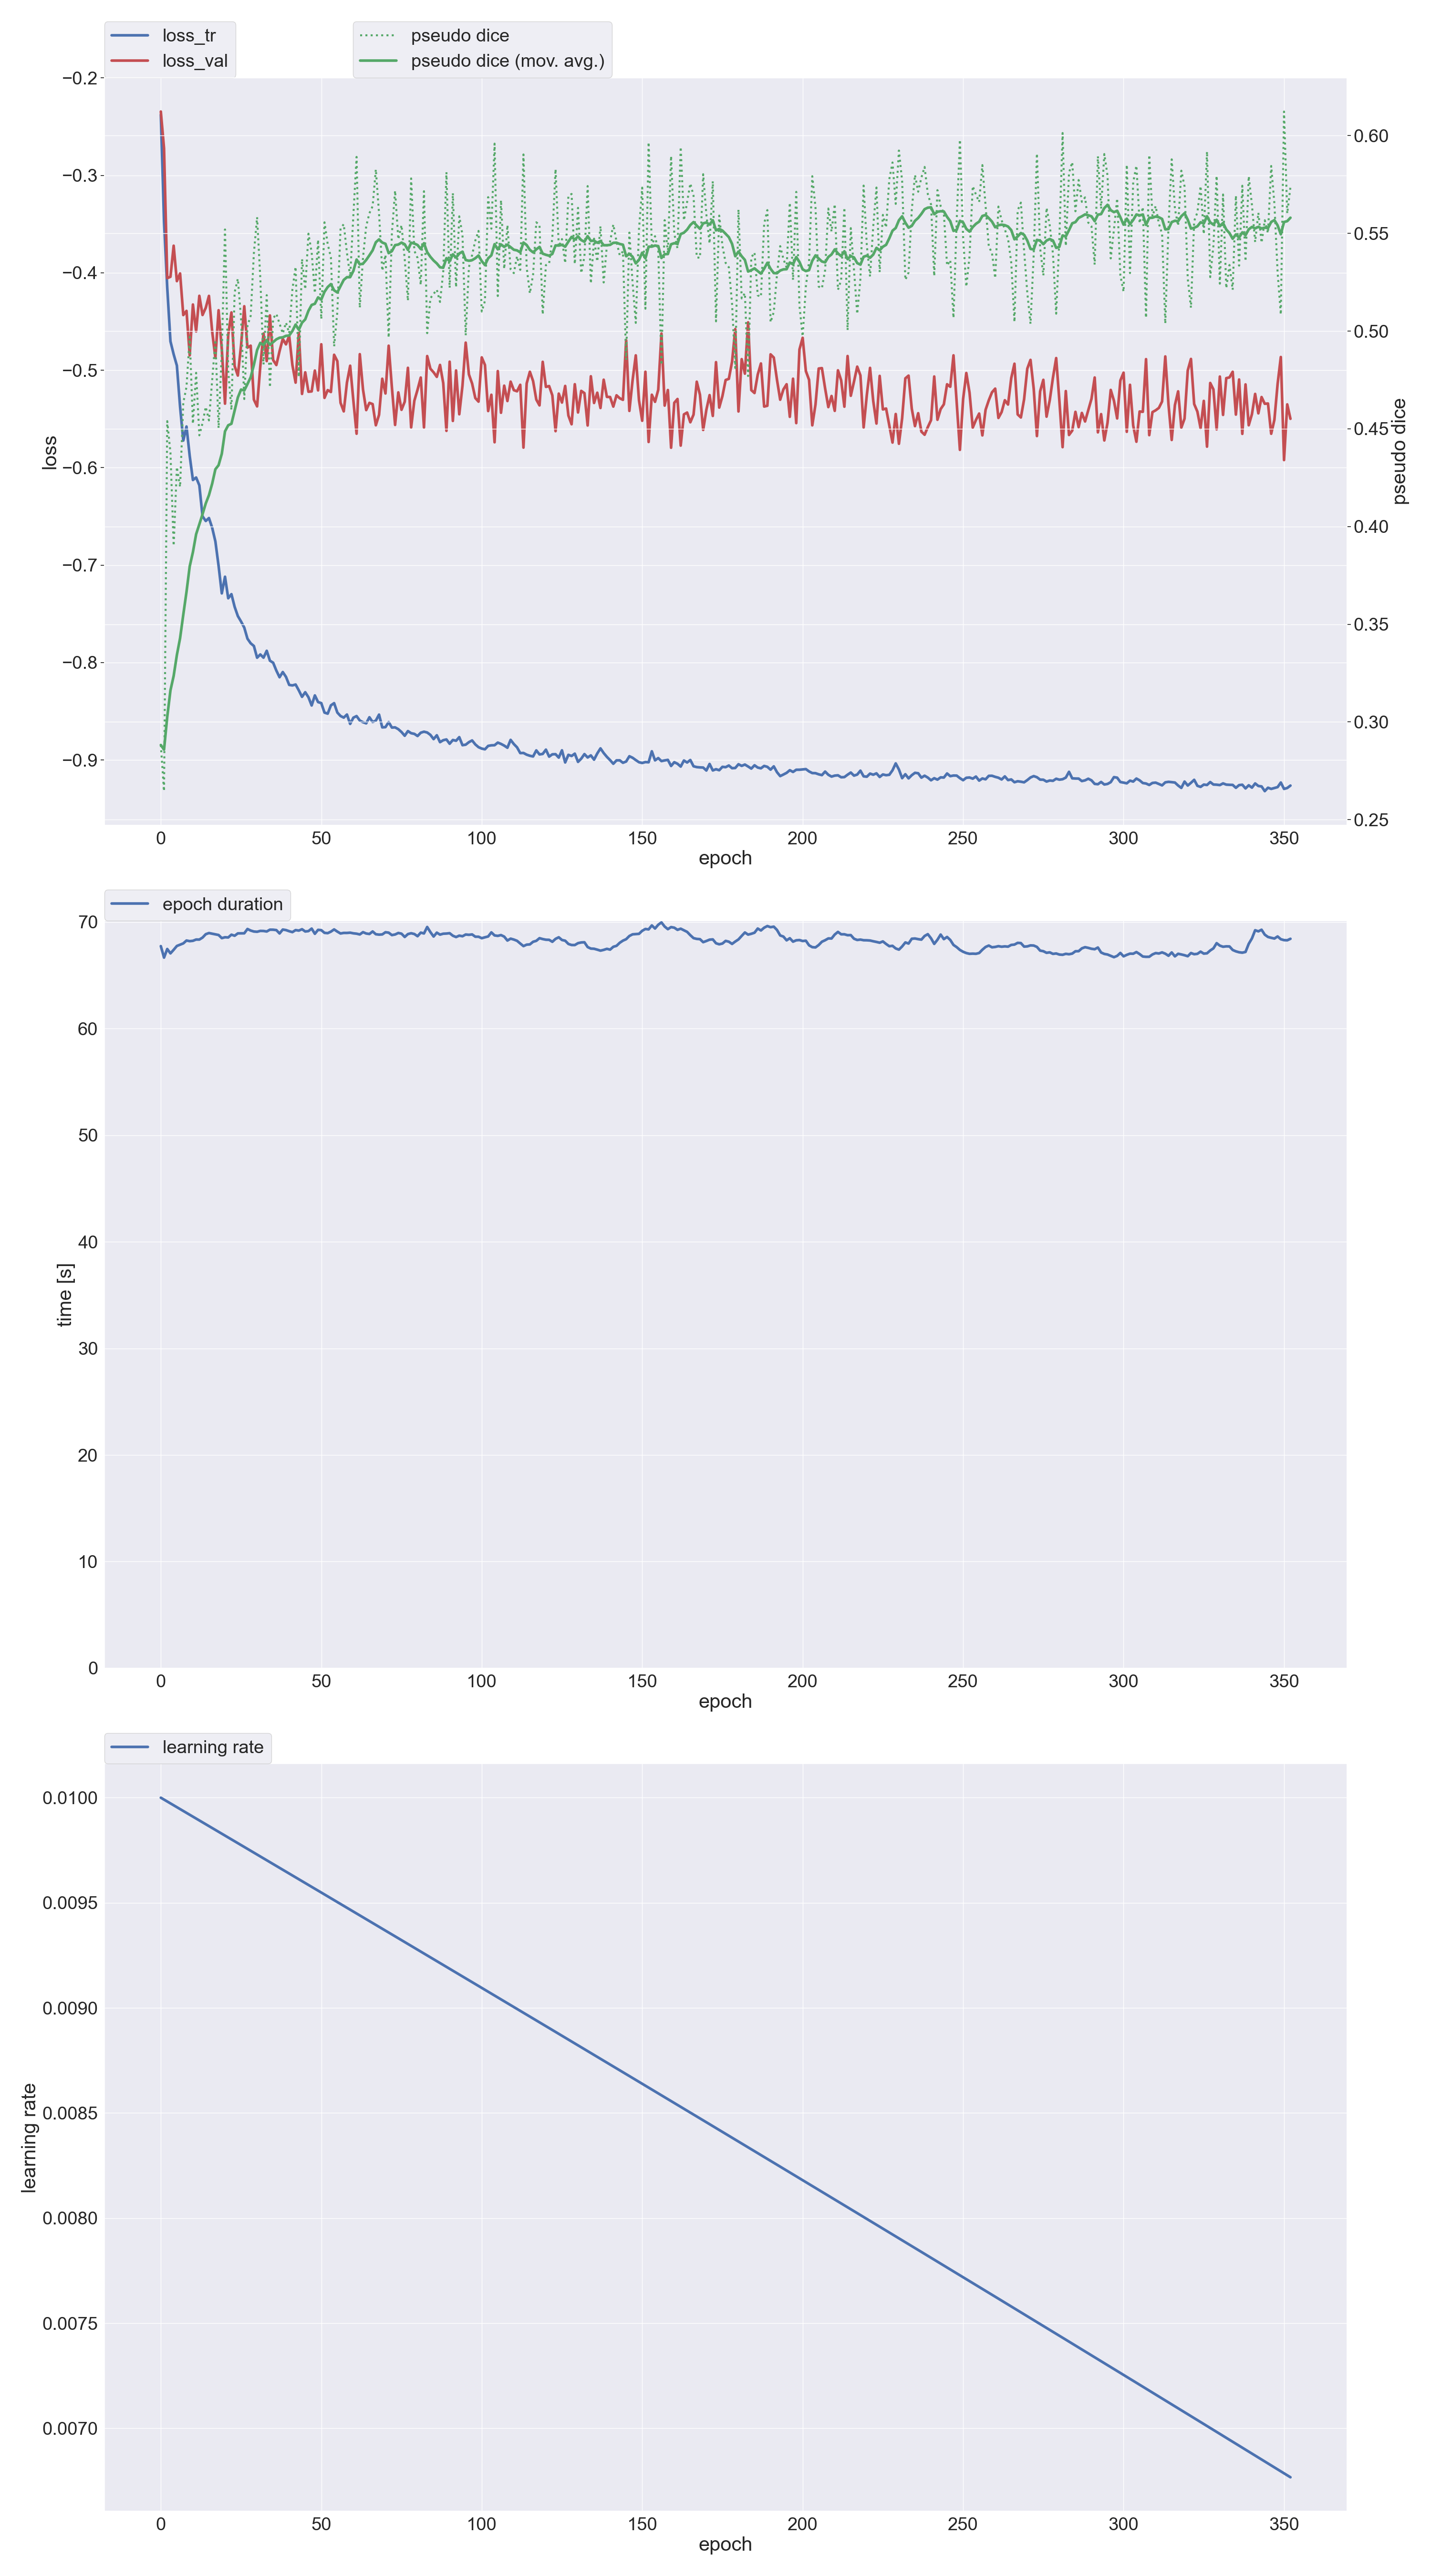 loss_tr
loss_val
pseudo dice
pseudo dice (mov. avg.)
−0.2
−0.3
−0.4
−0.5
−0.6
−0.7
−0.8
−0.9
loss
0.60
0.55
0.50
0.45
0.40
0.35
0.30
0.25
pseudo dice
0 50 100 150 200 250 300 350
epoch
epoch duration
70
60
50
40
30
20
10
0
time [s]
0 50 100 150 200 250 300 350
epoch
learning rate
0.0100
0.0095
0.0090
0.0085
0.0080
0.0075
0.0070
learning rate
0 50 100 150 200 250 300 350
epoch